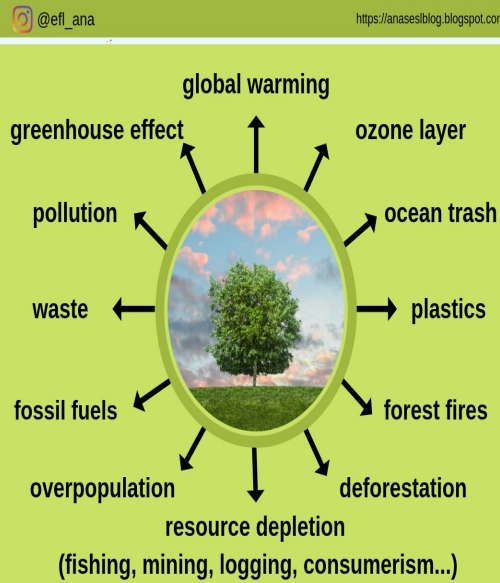 @efl_ana
https://anaseslblog.blogspot.com
global warming
greenhouse effect
ozone layer
pollution
ocean trash
waste
plastics
fossil fuels
forest fires
overpopulation
deforestation
resource depletion
(fishing, mining, logging, consumerism...)